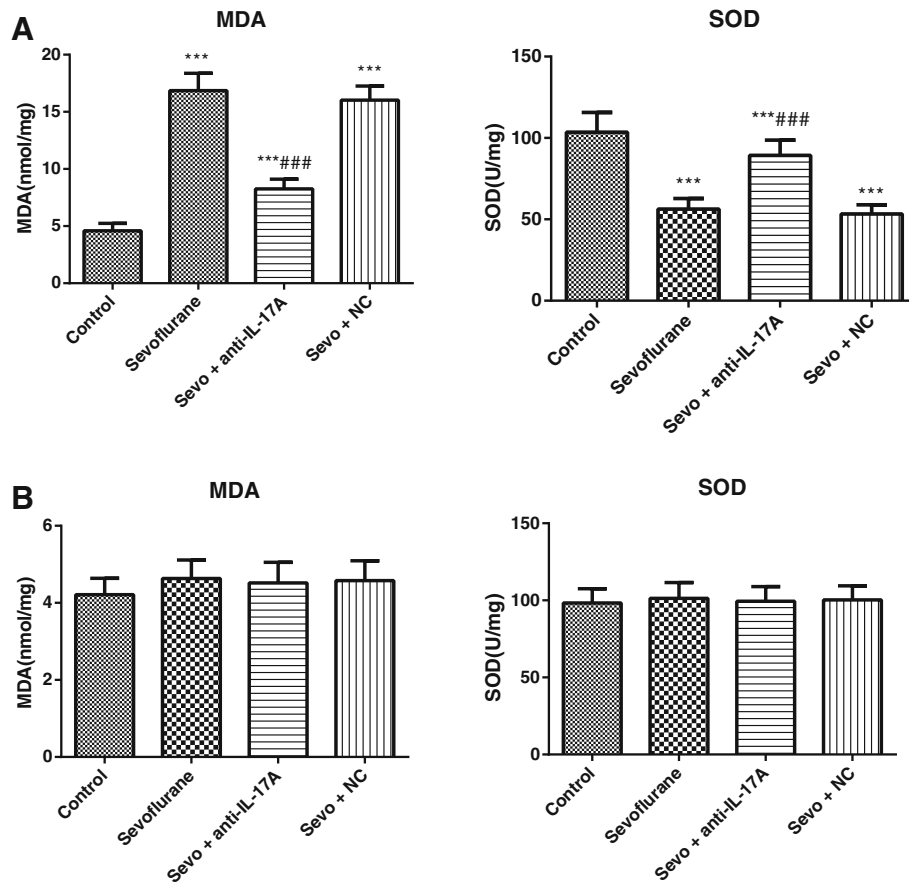 A
MDA
MDA(nmol/mg)
20
15
10
5
0
***
***###
***
Control
Sevoflurane
Sevo + anti-IL-17A
Sevo + NC
SOD
SOD(U/mg)
150
100
50
0
***
***###
***
Control
Sevoflurane
Sevo + anti-IL-17A
Sevo + NC
B
MDA
MDA(nmol/mg)
6
4
2
0
Control
Sevoflurane
Sevo + anti-IL-17A
Sevo + NC
SOD
SOD(U/mg)
150
100
50
0
Control
Sevoflurane
Sevo + anti-IL-17A
Sevo + NC